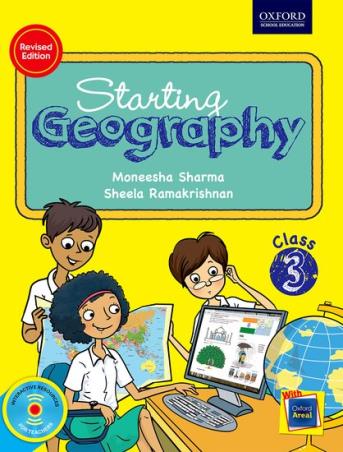 OXFORD
SCHOOL EDUCATION
Revised
Edition
Starting
Geography
Moneesha Sharma
Sheela Ramakrishnan
Class
3
INTERACTIVE RESOURCES
FOR TEACHERS
With
Oxford
Areal